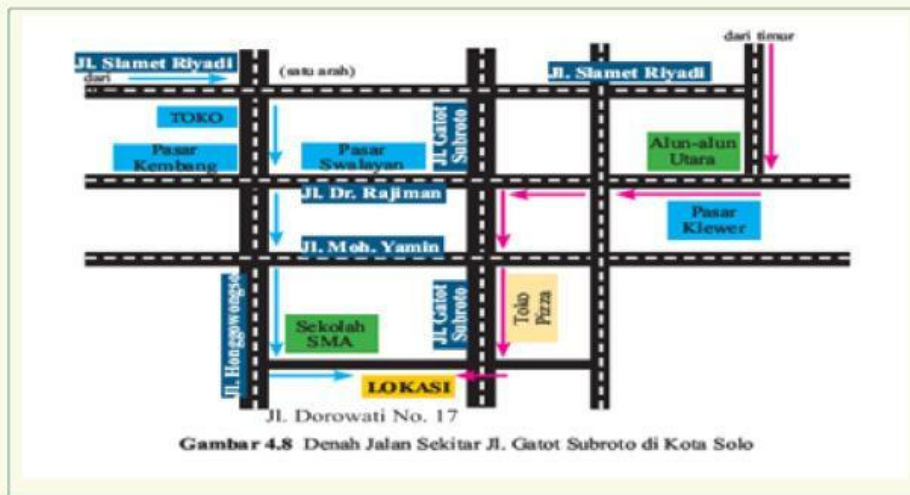 dari timur
Jl. Slamet Riyadi
dari
(satu arah)
Jl. Slamet Riyadi
TOKO
Jl. Gatot
Subroto
Pasar
Kembang
Pasar
Swalayan
Alun-alun
Utara
Jl. Dr. Rajiman
Pasar
Klewer
Jl. Moh. Yamin
Jl. Honggowongso
Sekolah
SMA
Jl. Gatot
Subroto
Toko
Pizza
LOKASI
Jl. Dorowati No. 17
Gambar 4.8 Denah Jalan Sekitar Jl. Gatot Subroto di Kota Solo